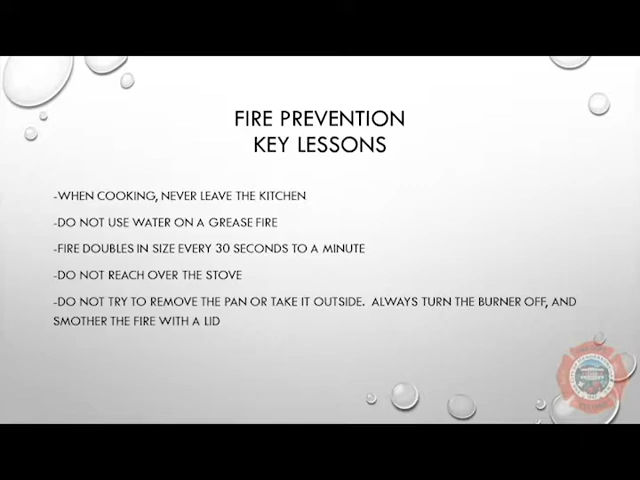 FIRE PREVENTION
KEY LESSONS
-WHEN COOKING, NEVER LEAVE THE KITCHEN
-DO NOT USE WATER ON A GREASE FIRE
-FIRE DOUBLES IN SIZE EVERY 30 SECONDS TO A MINUTE
-DO NOT REACH OVER THE STOVE
-DO NOT TRY TO REMOVE THE PAN OR TAKE IT OUTSIDE. ALWAYS TURN THE BURNER OFF, AND
SMOTHER THE FIRE WITH A LID